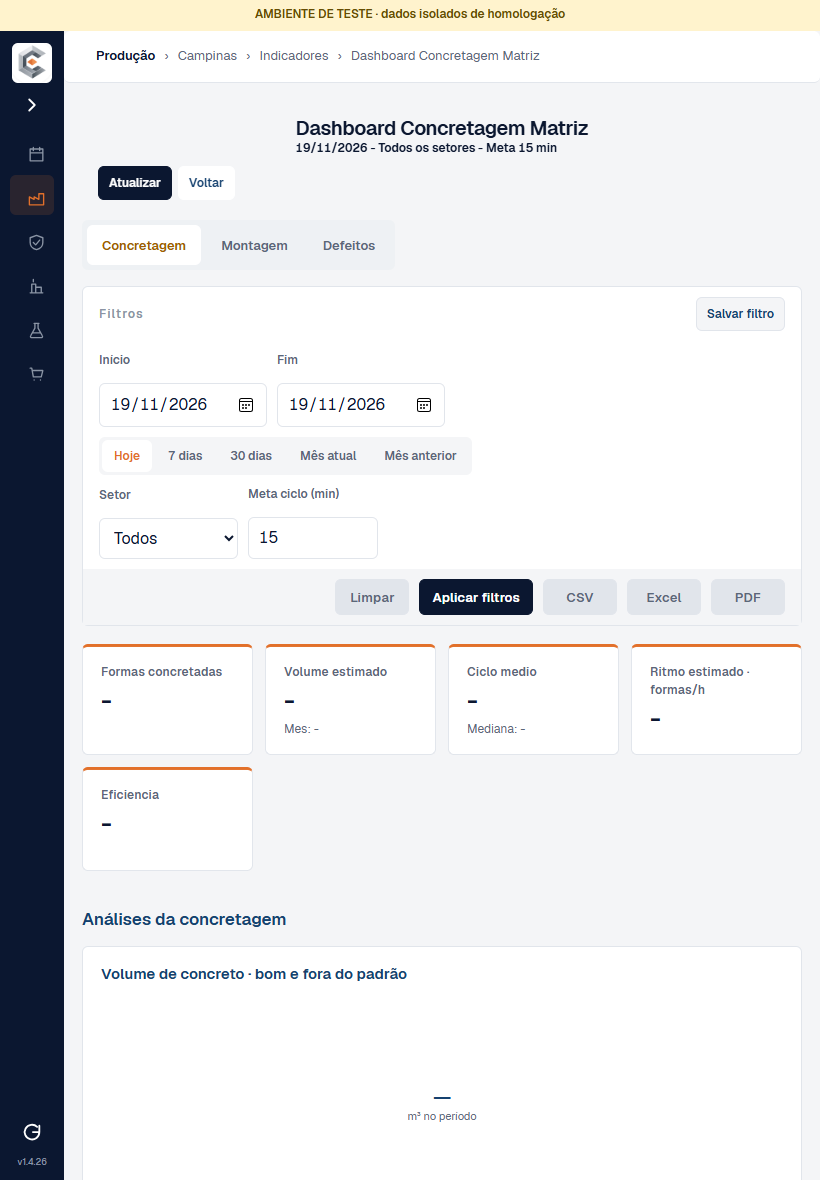 AMBIENTE DE TESTE · dados isolados de homologação
Produção › Campinas › Indicadores › Dashboard Concretagem Matriz
Dashboard Concretagem Matriz
19/11/2026 - Todos os setores - Meta 15 min
Atualizar Voltar
Concretagem Montagem Defeitos
Filtros Salvar filtro
Início Fim
19/11/2026 19/11/2026
Hoje 7 dias 30 dias Mês atual Mês anterior
Setor Meta ciclo (min)
Todos 15
Limpar Aplicar filtros CSV Excel PDF
Formas concretadas
–
Volume estimado
–
Mes: -
Ciclo medio
–
Mediana: -
Ritmo estimado ·
formas/h
–
Eficiencia
–
Análises da concretagem
Volume de concreto · bom e fora do padrão
—
m³ no período
v1.4.26